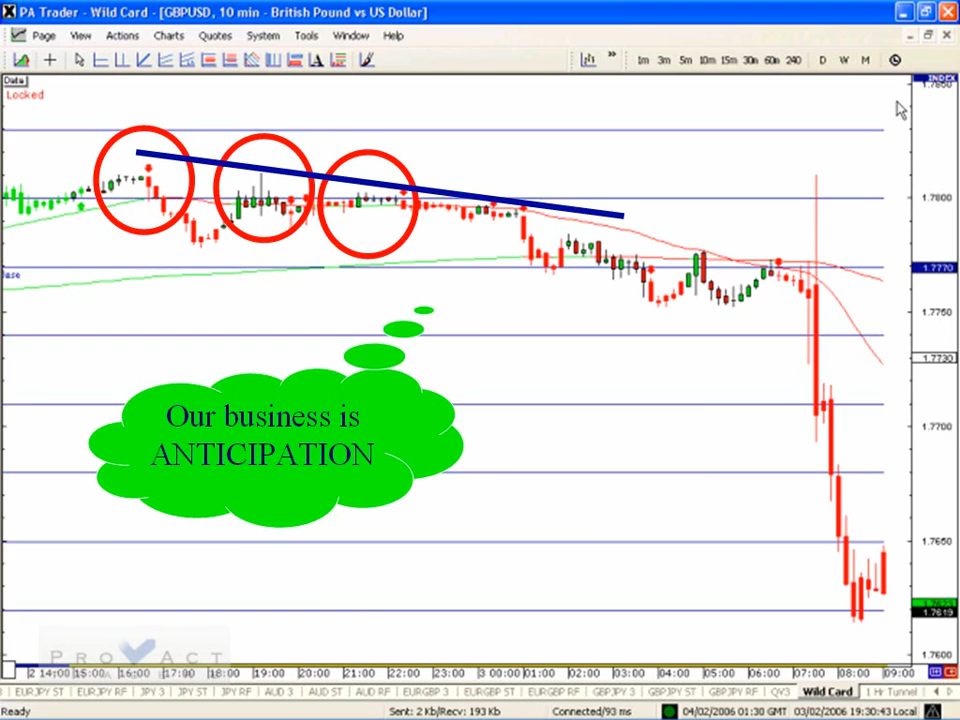 PA Trader - Wild Card - [GBPUSD, 10 min - British Pound vs US Dollar]
Page View Actions Charts Quotes System Tools Window Help
1m 3m 5m 10m 15m 30m 60m 240 D W M
Data
INDEX
Locked
1.7800
1.7770
1.7750
1.7730
Our business is
ANTICIPATION
1.7700
1.7650
1.7619
PROACT
1.7600
2 14:00 15:00 16:00 17:00 18:00 19:00 20:00 21:00 22:00 23:00 3 00:00 01:00 02:00 03:00 04:00 05:00 06:00 07:00 08:00 09:00
EURJPY ST EURJPY RF JPY 3 JPY ST JPY RF AUD 3 AUD ST AUD RF EURGBP 3 EURGBP ST EURGBP RF GBPJPY 3 GBPJPY ST GBPJPY RF QV3 Wild Card 1 Hr Tunnel
Ready Sent: 2 Kb/Recv: 193 Kb Connected/93 ms 04/02/2006 01:30 GMT 03/02/2006 19:30:43 Local